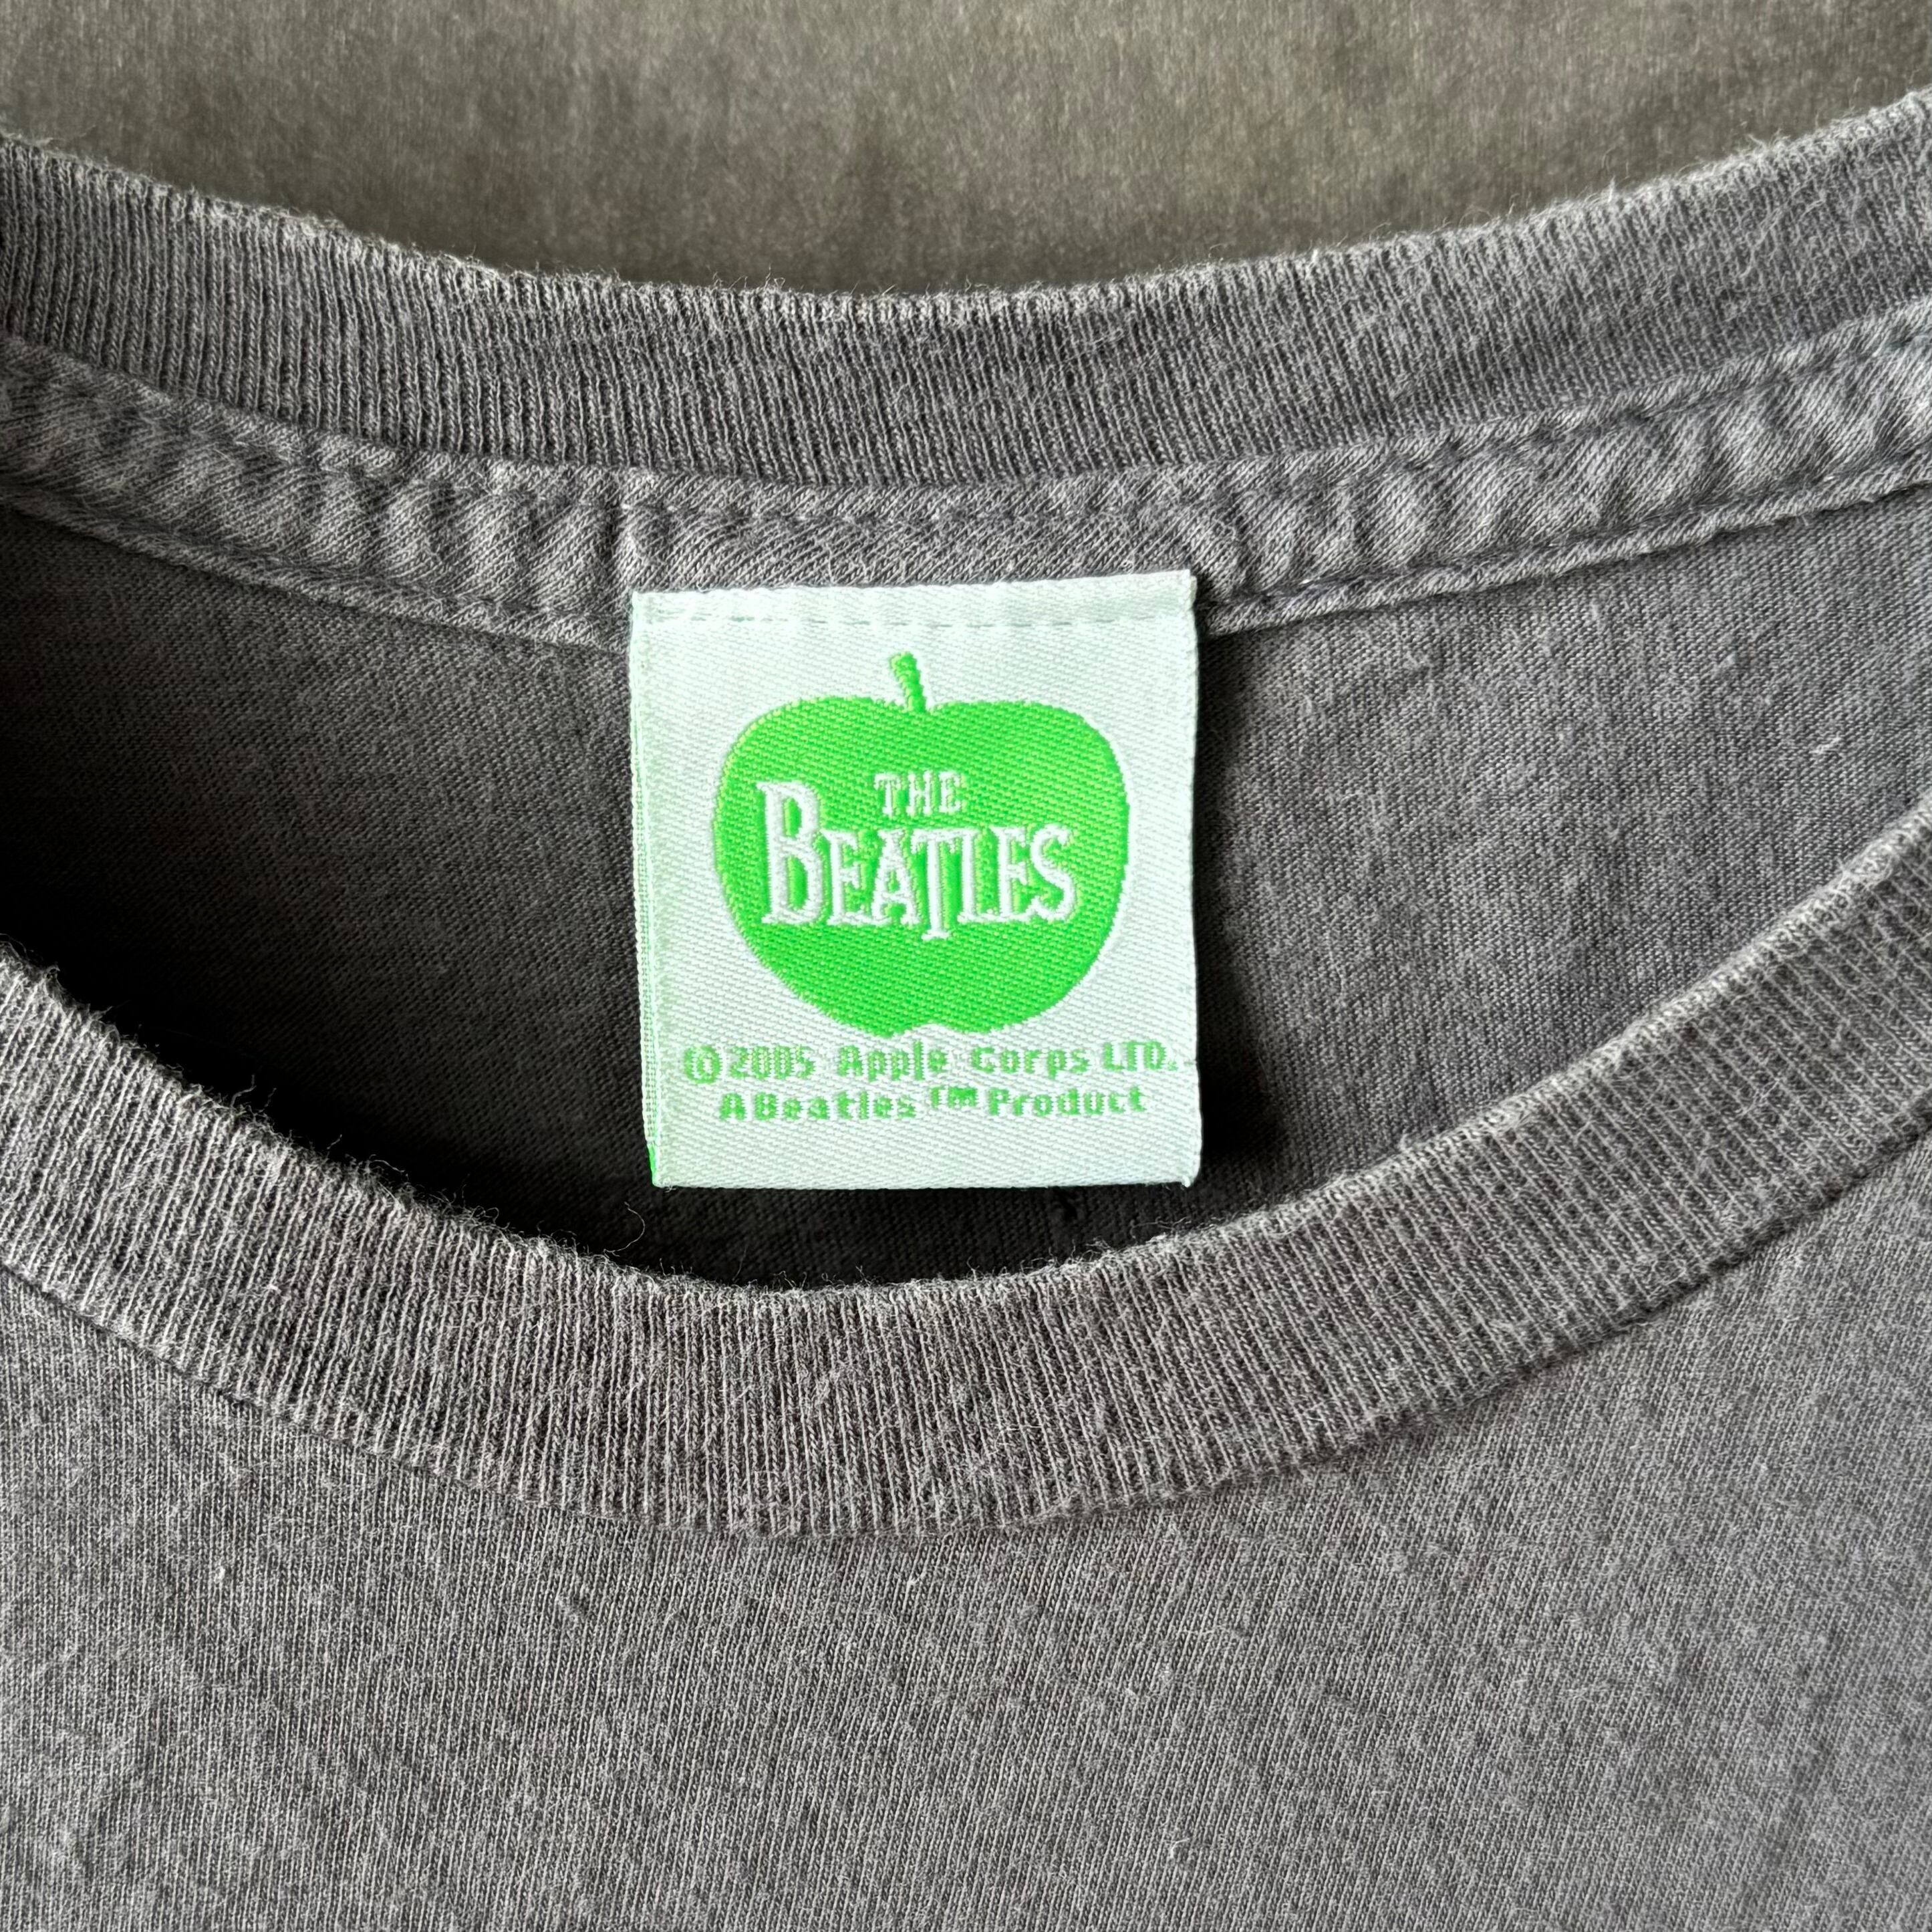 THE
BEATLES
© 2005 Apple Corps LTD.
A Beatles ™ Product